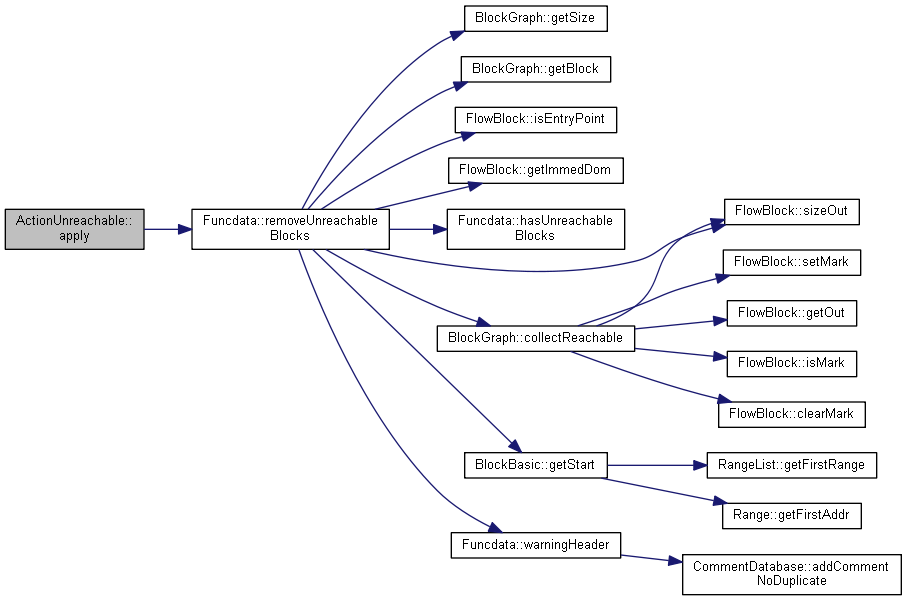 BlockGraph::getSize
BlockGraph::getBlock
FlowBlock::isEntryPoint
FlowBlock::getImmedDom
ActionUnreachable::
apply
Funcdata::removeUnreachable
Blocks
Funcdata::hasUnreachable
Blocks
FlowBlock::sizeOut
FlowBlock::setMark
BlockGraph::collectReachable
FlowBlock::getOut
FlowBlock::isMark
FlowBlock::clearMark
BlockBasic::getStart
RangeList::getFirstRange
Range::getFirstAddr
Funcdata::warningHeader
CommentDatabase::addComment
NoDuplicate